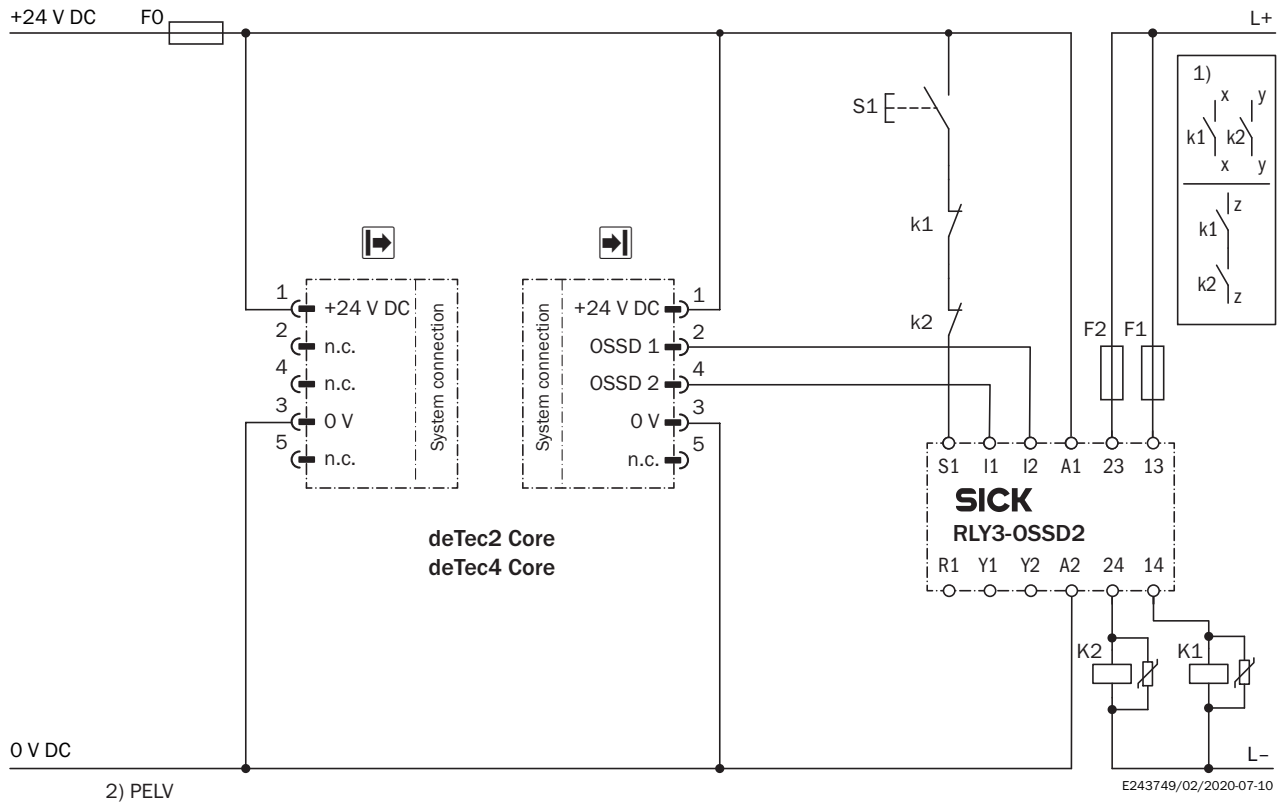 +24 V DC F0 L+
1)
x y
k1 k2
x y
z
k1
k2
z
S1
k1
k2
F2 F1
1 +24 V DC
2 n.c.
4 n.c.
3 0 V
5 n.c.
System connection
System connection
+24 V DC 1
OSSD 1 2
OSSD 2 4
0 V 3
n.c. 5
deTec2 Core
deTec4 Core
S1 I1 I2 A1 23 13
SICK
RLY3-OSSD2
R1 Y1 Y2 A2 24 14
K2 K1
0 V DC L–
2) PELV
E243749/02/2020-07-10